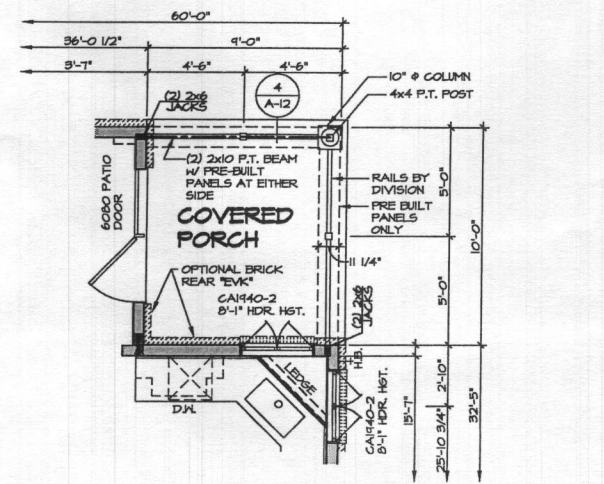 60'-0"
36'-0 1/2"
9'-0"
3'-7"
4'-6"
4'-6"
4
A-12
10" Φ COLUMN
4x4 P.T. POST
(2) 2x6
JACKS
(2) 2x10 P.T. BEAM
W/ PRE-BUILT
PANELS AT EITHER
SIDE
6080 PATIO
DOOR
COVERED
PORCH
RAILS BY
DIVISION
PRE BUILT
PANELS
ONLY
5'-0"
10'-0"
11 1/4"
OPTIONAL BRICK
REAR "EVK"
CA1940-2
8'-1" HDR. HGT.
(2) 2x6
JACKS
5'-0"
H.B.
LEDGE
D.W.
CA1940-2
8'-1" HDR. HGT.
15'-7"
2'-10"
25'-10 3/4"
32'-5"